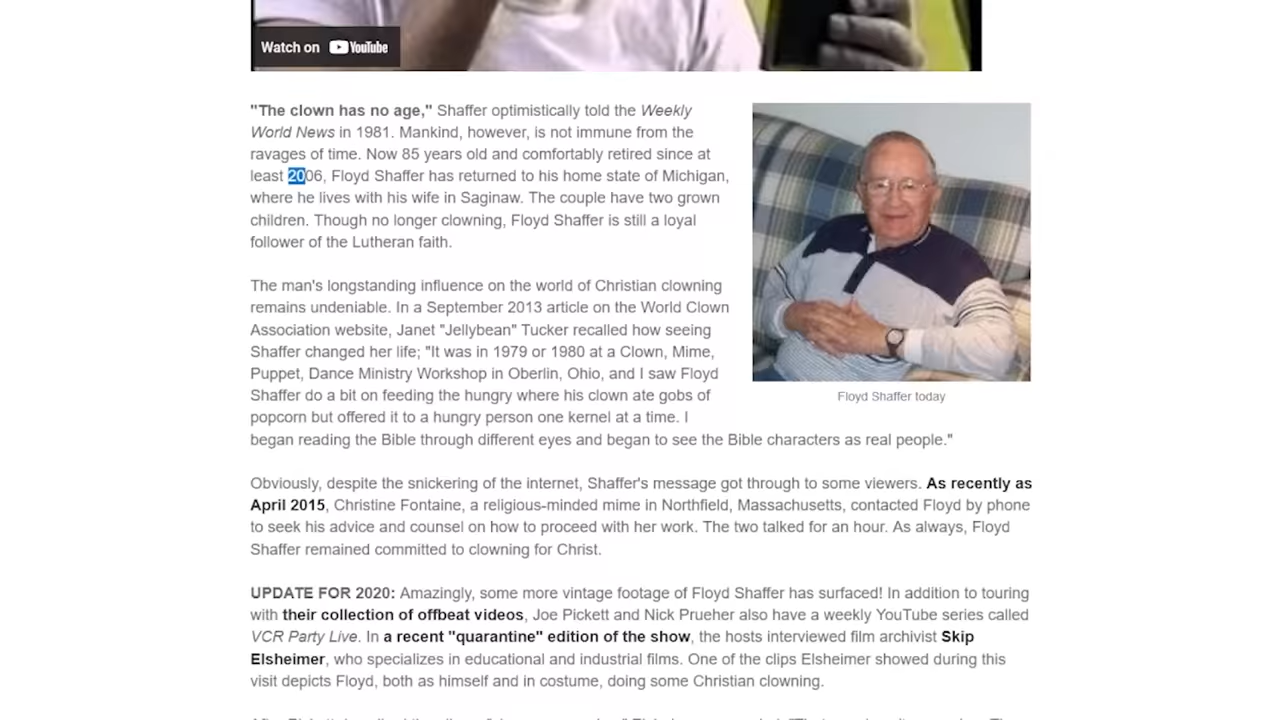 Watch on YouTube
"The clown has no age," Shaffer optimistically told the Weekly
World News in 1981. Mankind, however, is not immune from the
ravages of time. Now 85 years old and comfortably retired since at
least 2006, Floyd Shaffer has returned to his home state of Michigan,
where he lives with his wife in Saginaw. The couple have two grown
children. Though no longer clowning, Floyd Shaffer is still a loyal
follower of the Lutheran faith.
The man's longstanding influence on the world of Christian clowning
remains undeniable. In a September 2013 article on the World Clown
Association website, Janet "Jellybean" Tucker recalled how seeing
Shaffer changed her life; "It was in 1979 or 1980 at a Clown, Mime,
Puppet, Dance Ministry Workshop in Oberlin, Ohio, and I saw Floyd
Shaffer do a bit on feeding the hungry where his clown ate gobs of
popcorn but offered it to a hungry person one kernel at a time. I
began reading the Bible through different eyes and began to see the Bible characters as real people."
Floyd Shaffer today
Obviously, despite the snickering of the internet, Shaffer's message got through to some viewers. As recently as
April 2015, Christine Fontaine, a religious-minded mime in Northfield, Massachusetts, contacted Floyd by phone
to seek his advice and counsel on how to proceed with her work. The two talked for an hour. As always, Floyd
Shaffer remained committed to clowning for Christ.
UPDATE FOR 2020: Amazingly, some more vintage footage of Floyd Shaffer has surfaced! In addition to touring
with their collection of offbeat videos, Joe Pickett and Nick Prueher also have a weekly YouTube series called
VCR Party Live. In a recent "quarantine" edition of the show, the hosts interviewed film archivist Skip
Elsheimer, who specializes in educational and industrial films. One of the clips Elsheimer showed during this
visit depicts Floyd, both as himself and in costume, doing some Christian clowning.